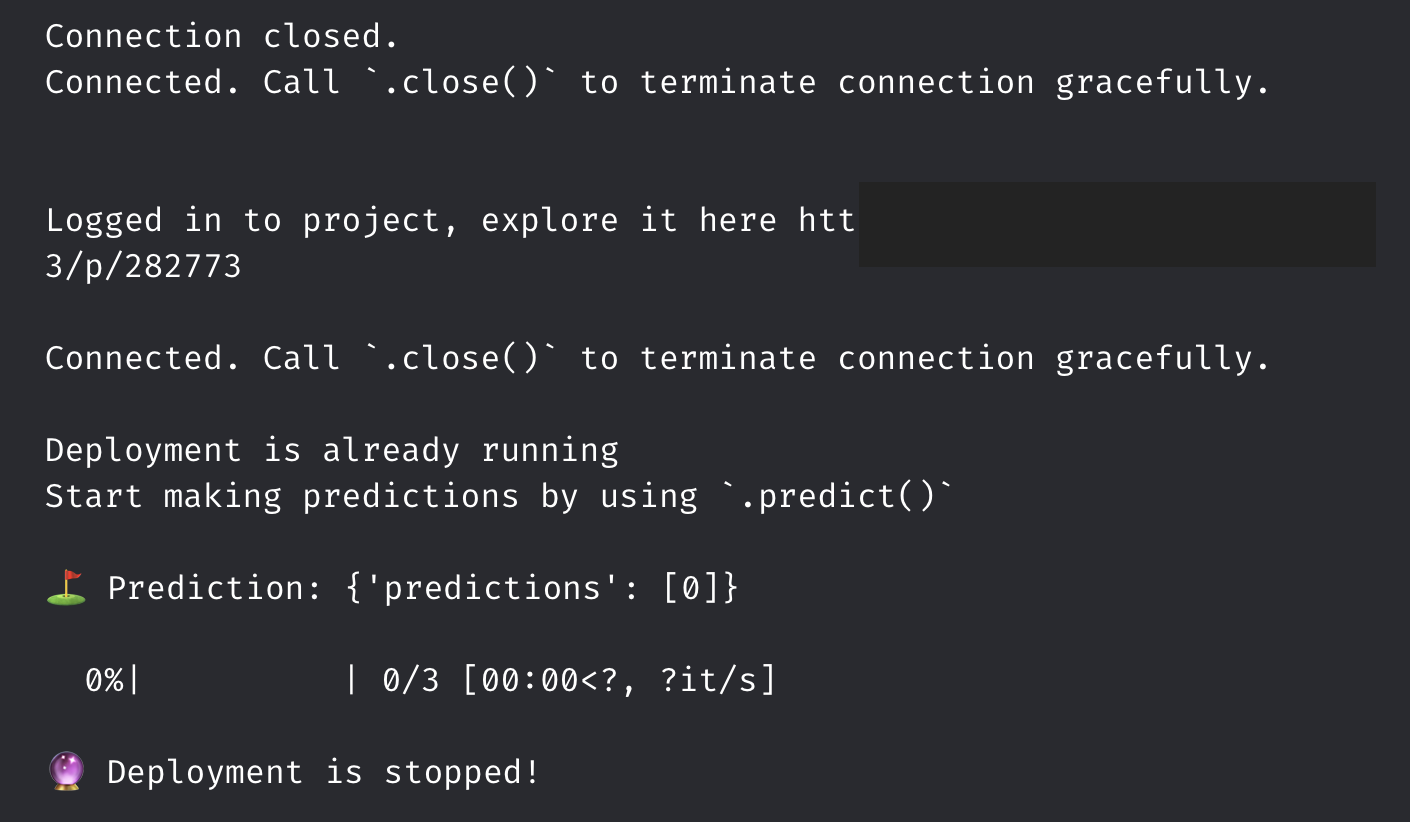 Connection closed.
Connected. Call `.close()` to terminate connection gracefully.
Logged in to project, explore it here htt
3/p/282773
Connected. Call `.close()` to terminate connection gracefully.
Deployment is already running
Start making predictions by using `.predict()`
⛳ Prediction: {'predictions': [0]}
0%|          | 0/3 [00:00<?, ?it/s]
🔮 Deployment is stopped!